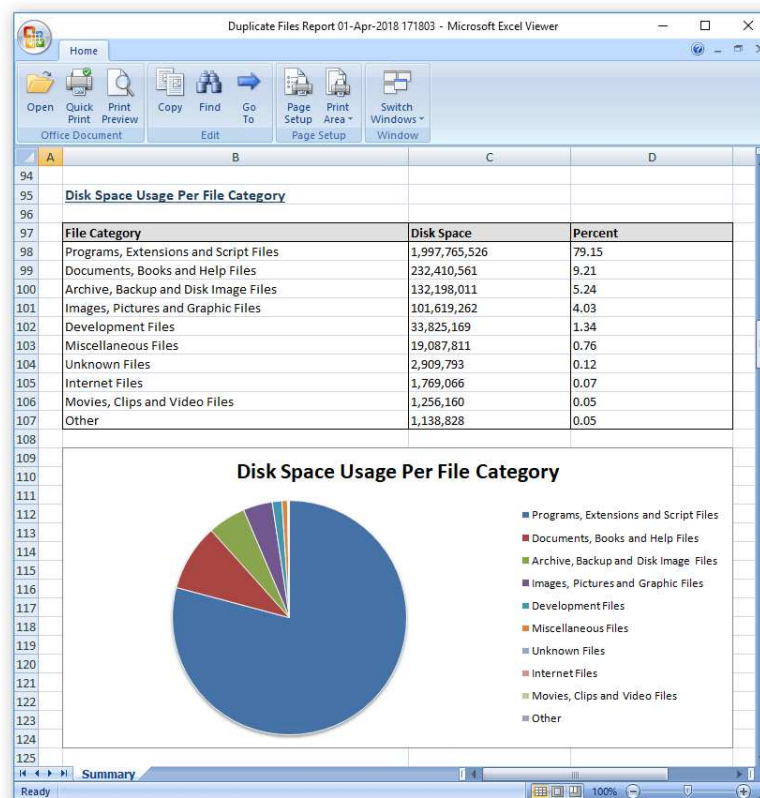 Duplicate Files Report 01-Apr-2018 171803 - Microsoft Excel Viewer
Home
Open Quick Print Print Preview Copy Find Go To Page Setup Print Area Switch Windows
Office Document Edit Page Setup Window
A B C D
94
95 Disk Space Usage Per File Category
96
97 File Category Disk Space Percent
98 Programs, Extensions and Script Files 1,997,765,526 79.15
99 Documents, Books and Help Files 232,410,561 9.21
100 Archive, Backup and Disk Image Files 132,198,011 5.24
101 Images, Pictures and Graphic Files 101,619,262 4.03
102 Development Files 33,825,169 1.34
103 Miscellaneous Files 19,087,811 0.76
104 Unknown Files 2,909,793 0.12
105 Internet Files 1,769,066 0.07
106 Movies, Clips and Video Files 1,256,160 0.05
107 Other 1,138,828 0.05
108
109
110 Disk Space Usage Per File Category
111
112 Programs, Extensions and Script Files
113 Documents, Books and Help Files
114 Archive, Backup and Disk Image Files
115
116 Images, Pictures and Graphic Files
117 Development Files
118 Miscellaneous Files
119 Unknown Files
120
121 Internet Files
122 Movies, Clips and Video Files
123 Other
124
125
Summary
Ready 100%